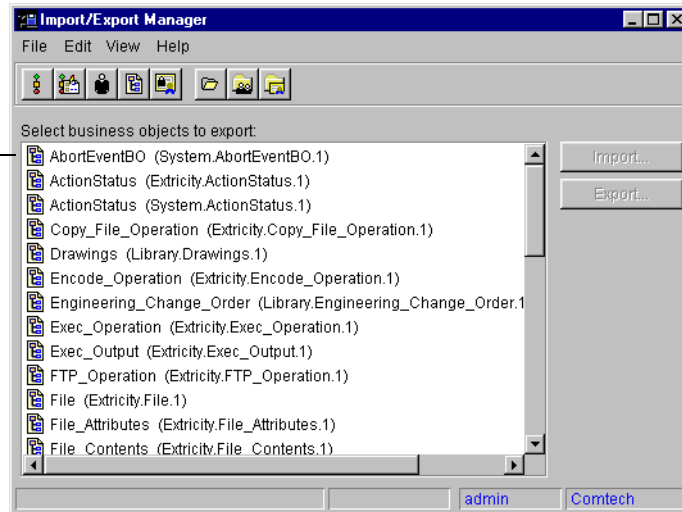 Import/Export Manager
File Edit View Help
Select business objects to export:
AbortEventBO (System.AbortEventBO.1)
ActionStatus (Extricity.ActionStatus.1)
ActionStatus (System.ActionStatus.1)
Copy_File_Operation (Extricity.Copy_File_Operation.1)
Drawings (Library.Drawings.1)
Encode_Operation (Extricity.Encode_Operation.1)
Engineering_Change_Order (Library.Engineering_Change_Order.1
Exec_Operation (Extricity.Exec_Operation.1)
Exec_Output (Extricity.Exec_Output.1)
FTP_Operation (Extricity.FTP_Operation.1)
File (Extricity.File.1)
File_Attributes (Extricity.File_Attributes.1)
File_Contents (Extricity.File_Contents.1)
Import...
Export...
admin
Comtech